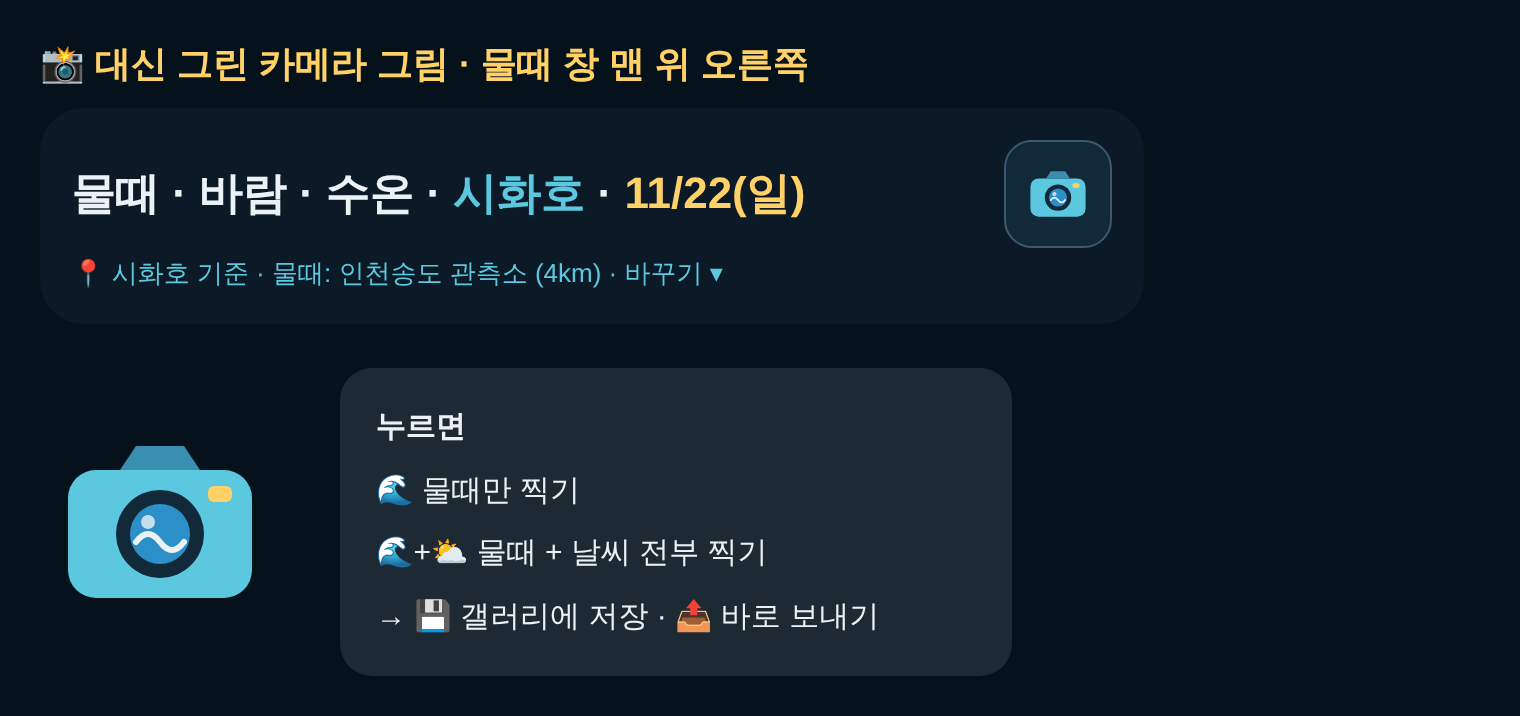 📸 대신 그린 카메라 그림 · 물때 창 맨 위 오른쪽
물때 · 바람 · 수온 · 시화호 · 11/22(일)
📍 시화호 기준 · 물때: 인천송도 관측소 (4km) · 바꾸기 ▾
누르면
🌊 물때만 찍기
🌊+⛅ 물때 + 날씨 전부 찍기
→ 💾 갤러리에 저장 · 📤 바로 보내기